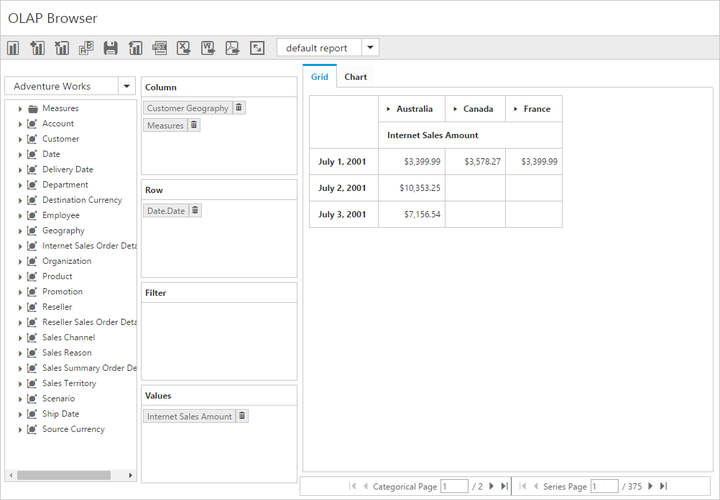 OLAP Browser
default report
Adventure Works
Measures
Account
Customer
Date
Delivery Date
Department
Destination Currency
Employee
Geography
Internet Sales Order Deta
Organization
Product
Promotion
Reseller
Reseller Sales Order Deta
Sales Channel
Sales Reason
Sales Summary Order De
Sales Territory
Scenario
Ship Date
Source Currency
Column
Customer Geography
Measures
Row
Date.Date
Filter
Values
Internet Sales Amount
Grid Chart
Australia Canada France
Internet Sales Amount
July 1, 2001 $3,399.99 $3,578.27 $3,399.99
July 2, 2001 $10,353.25
July 3, 2001 $7,156.54
Categorical Page 1 / 2 Series Page 1 / 375